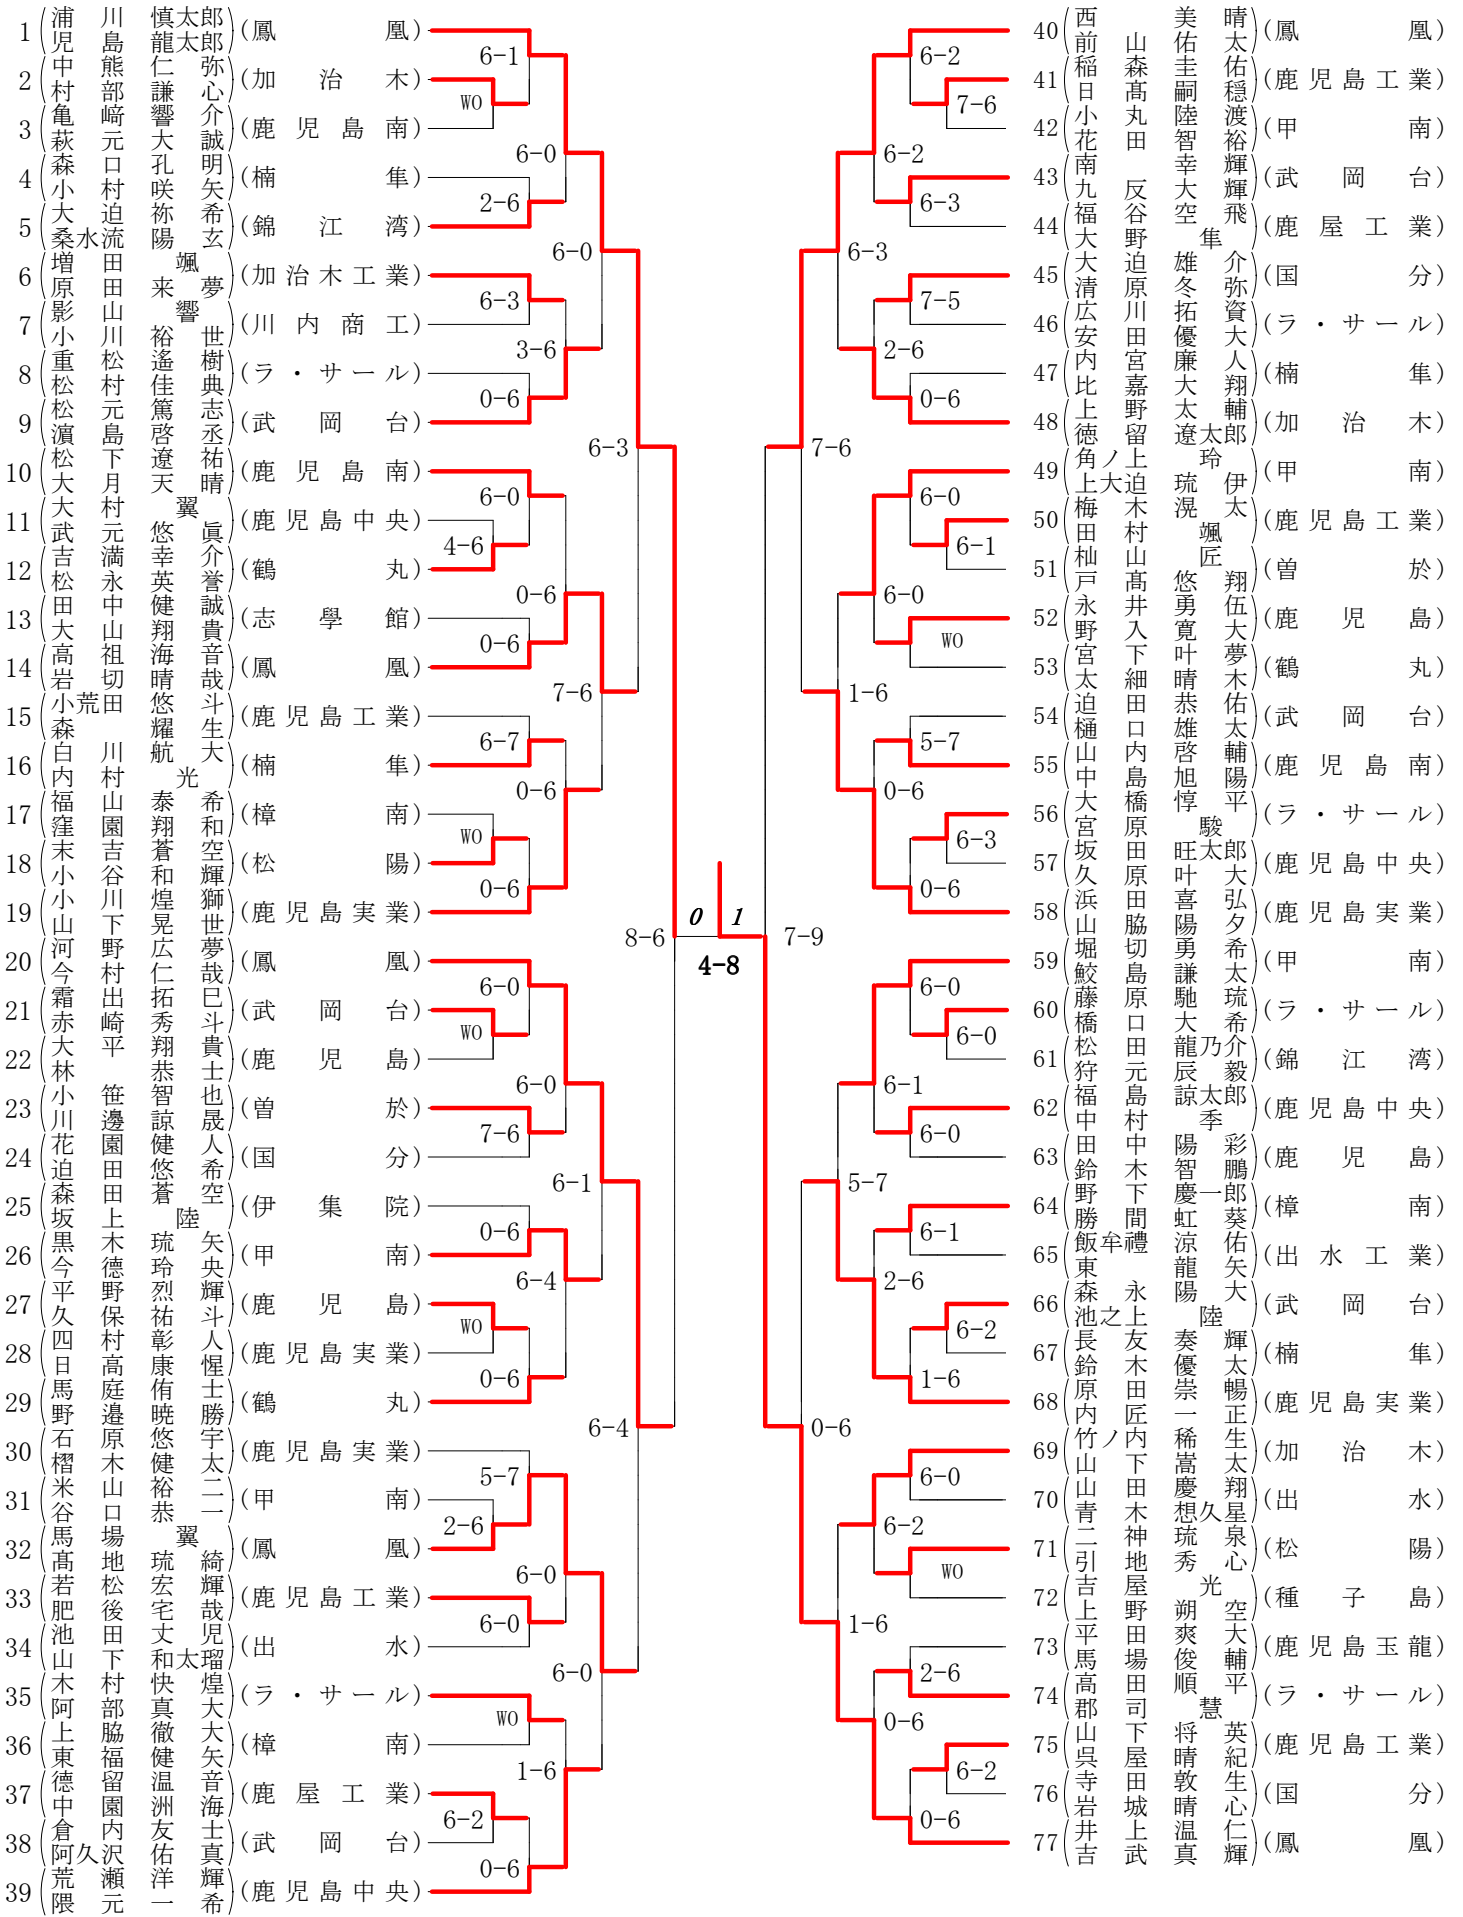 1 浦川 慎太郎 児島 龍太郎 (鳳凰)
2 中熊 仁弥 村部 謙心 (加治木)
3 亀﨑 響介 萩元 大誠 (鹿児島南)
4 森口 孔明 小村 咲矢 (楠隼)
5 大迫 祢希 桑水流 陽玄 (錦江湾)
6 増田 颯 原田 来夢 (加治木工業)
7 影山 響 小川 裕世 (川内商工)
8 重松 遙樹 松村 佳典 (ラ・サール)
9 松元 篤志 濵島 啓丞 (武岡台)
10 松下 遼祐 大月 天晴 (鹿児島南)
11 大村 翼 武元 悠眞 (鹿児島中央)
12 吉満 幸介 松永 英誉 (鶴丸)
13 田中 健誠 大山 翔貴 (志學館)
14 高祖 海音 岩切 晴哉 (鳳凰)
15 小荒田 悠斗 森 耀生 (鹿児島工業)
16 白川 航大 内村 光 (楠隼)
17 福山 泰希 窪園 翔和 (樟南)
18 末吉 蒼空 小谷 和輝 (松陽)
19 小川 煌獅 山下 晃世 (鹿児島実業)
20 河野 広夢 今村 仁哉 (鳳凰)
21 霜出 拓巳 赤崎 秀斗 (武岡台)
22 大平 翔貴 林 恭士 (鹿児島)
23 小笹 智也 川邊 諒晟 (曽於)
24 花園 健人 迫田 悠希 (国分)
25 森田 蒼空 坂上 陸 (伊集院)
26 黒木 琉矢 今德 玲央 (甲南)
27 平野 烈輝 久保 祐斗 (鹿児島)
28 四村 彰人 日高 康惺 (鹿児島実業)
29 馬庭 侑士 野邉 暁勝 (鶴丸)
30 石原 悠宇 槢木 健太 (鹿児島実業)
31 米山 裕二 谷口 恭一 (甲南)
32 馬場 翼 髙地 琉綺 (鳳凰)
33 若松 宏輝 肥後 宅哉 (鹿児島工業)
34 池田 丈児 山下 和太瑠 (出水)
35 木村 快煌 阿部 真大 (ラ・サール)
36 上脇 徹大 東福 健矢 (樟南)
37 德留 温音 中園 洲海 (鹿屋工業)
38 倉内 友士 阿久沢 佑真 (武岡台)
39 荒瀬 洋輝 隈元 一希 (鹿児島中央)
6-1
WO
6-0
2-6
6-0
6-3
3-6
0-6
6-3
6-0
4-6
0-6
0-6
7-6
6-7
0-6
WO
0-6
8-6
6-0
WO
6-0
7-6
6-1
0-6
6-4
WO
0-6
6-4
5-7
2-6
6-0
6-0
6-0
WO
1-6
6-2
0-6
0 1
4-8
40 西 美晴 前山 佑太 (鳳凰)
41 稲森 圭佑 日髙 嗣穏 (鹿児島工業)
42 小丸 陸渡 花田 智裕 (甲南)
43 南 幸輝 九反 大輝 (武岡台)
44 福谷 空飛 大野 隼 (鹿屋工業)
45 大迫 雄介 清原 冬弥 (国分)
46 広川 拓資 安田 優大 (ラ・サール)
47 内宮 廉人 比嘉 大翔 (楠隼)
48 上野 太輔 徳留 遼太郎 (加治木)
49 角ノ上 玲 上大迫 琉伊 (甲南)
50 梅木 滉太 田村 颯 (鹿児島工業)
51 柚山 匠 戸髙 悠翔 (曽於)
52 永井 勇伍 野入 寛大 (鹿児島)
53 宮下 叶夢 太細 晴木 (鶴丸)
54 迫田 恭佑 樋口 雄太 (武岡台)
55 山内 啓輔 中島 旭陽 (鹿児島南)
56 大橋 惇平 宮原 駿 (ラ・サール)
57 坂田 旺太郎 久原 叶大 (鹿児島中央)
58 浜田 喜弘 山脇 陽夕 (鹿児島実業)
59 堀切 勇希 鮫島 謙太 (甲南)
60 藤原 馳琉 橋口 大希 (ラ・サール)
61 松田 龍乃介 狩元 辰毅 (錦江湾)
62 福島 諒太郎 中村 季 (鹿児島中央)
63 田中 陽彩 鈴木 智鵬 (鹿児島)
64 野下 慶一郎 勝間 虹葵 (樟南)
65 飯牟禮 涼佑 東 龍矢 (出水工業)
66 森永 陽大 池之上 陸 (武岡台)
67 長友 奏輝 鈴木 優太 (楠隼)
68 原田 崇暢 内匠 一正 (鹿児島実業)
69 竹ノ内 稀生 山下 嵩太 (加治木)
70 山田 慶翔 青木 想久星 (出水)
71 二神 琉泉 引地 秀心 (松陽)
72 吉屋 光 上野 朔空 (種子島)
73 平田 爽大 馬場 俊輔 (鹿児島玉龍)
74 高田 順平 郡司 慧 (ラ・サール)
75 山下 将英 呉屋 晴紀 (鹿児島工業)
76 寺田 敦生 岩城 晴心 (国分)
77 井上 温仁 吉武 真輝 (鳳凰)
6-2
7-6
6-2
6-3
6-3
7-5
2-6
0-6
7-6
6-0
6-1
6-0
WO
1-6
5-7
0-6
6-3
0-6
7-9
6-0
6-0
6-1
6-0
5-7
6-1
2-6
6-2
1-6
0-6
6-0
6-2
WO
1-6
2-6
0-6
6-2
0-6